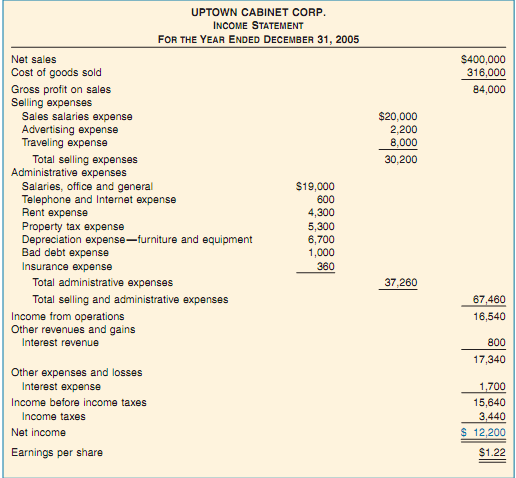 UPTOWN CABINET CORP.
INCOME STATEMENT
FOR THE YEAR ENDED DECEMBER 31, 2005
Net sales $400,000
Cost of goods sold 316,000
Gross profit on sales 84,000
Selling expenses
Sales salaries expense $20,000
Advertising expense 2,200
Traveling expense 8,000
Total selling expenses 30,200
Administrative expenses
Salaries, office and general $19,000
Telephone and Internet expense 600
Rent expense 4,300
Property tax expense 5,300
Depreciation expense—furniture and equipment 6,700
Bad debt expense 1,000
Insurance expense 360
Total administrative expenses 37,260
Total selling and administrative expenses 67,460
Income from operations 16,540
Other revenues and gains
Interest revenue 800
17,340
Other expenses and losses
Interest expense 1,700
Income before income taxes 15,640
Income taxes 3,440
Net income $ 12,200
Earnings per share $1.22